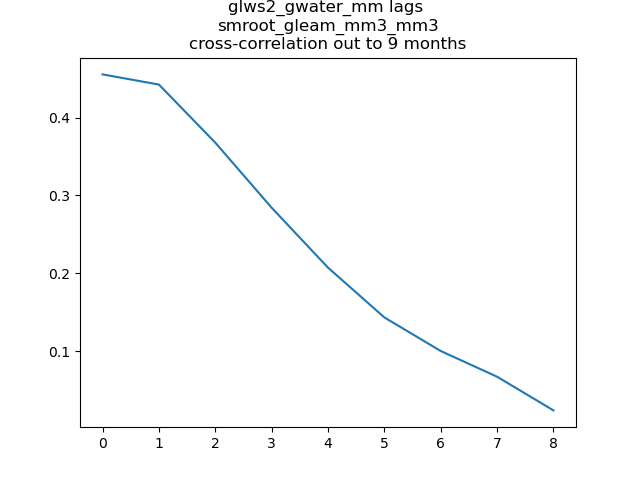 glws2_gwater_mm lags
smroot_gleam_mm3_mm3
cross-correlation out to 9 months
0.4
0.3
0.2
0.1
0 1 2 3 4 5 6 7 8